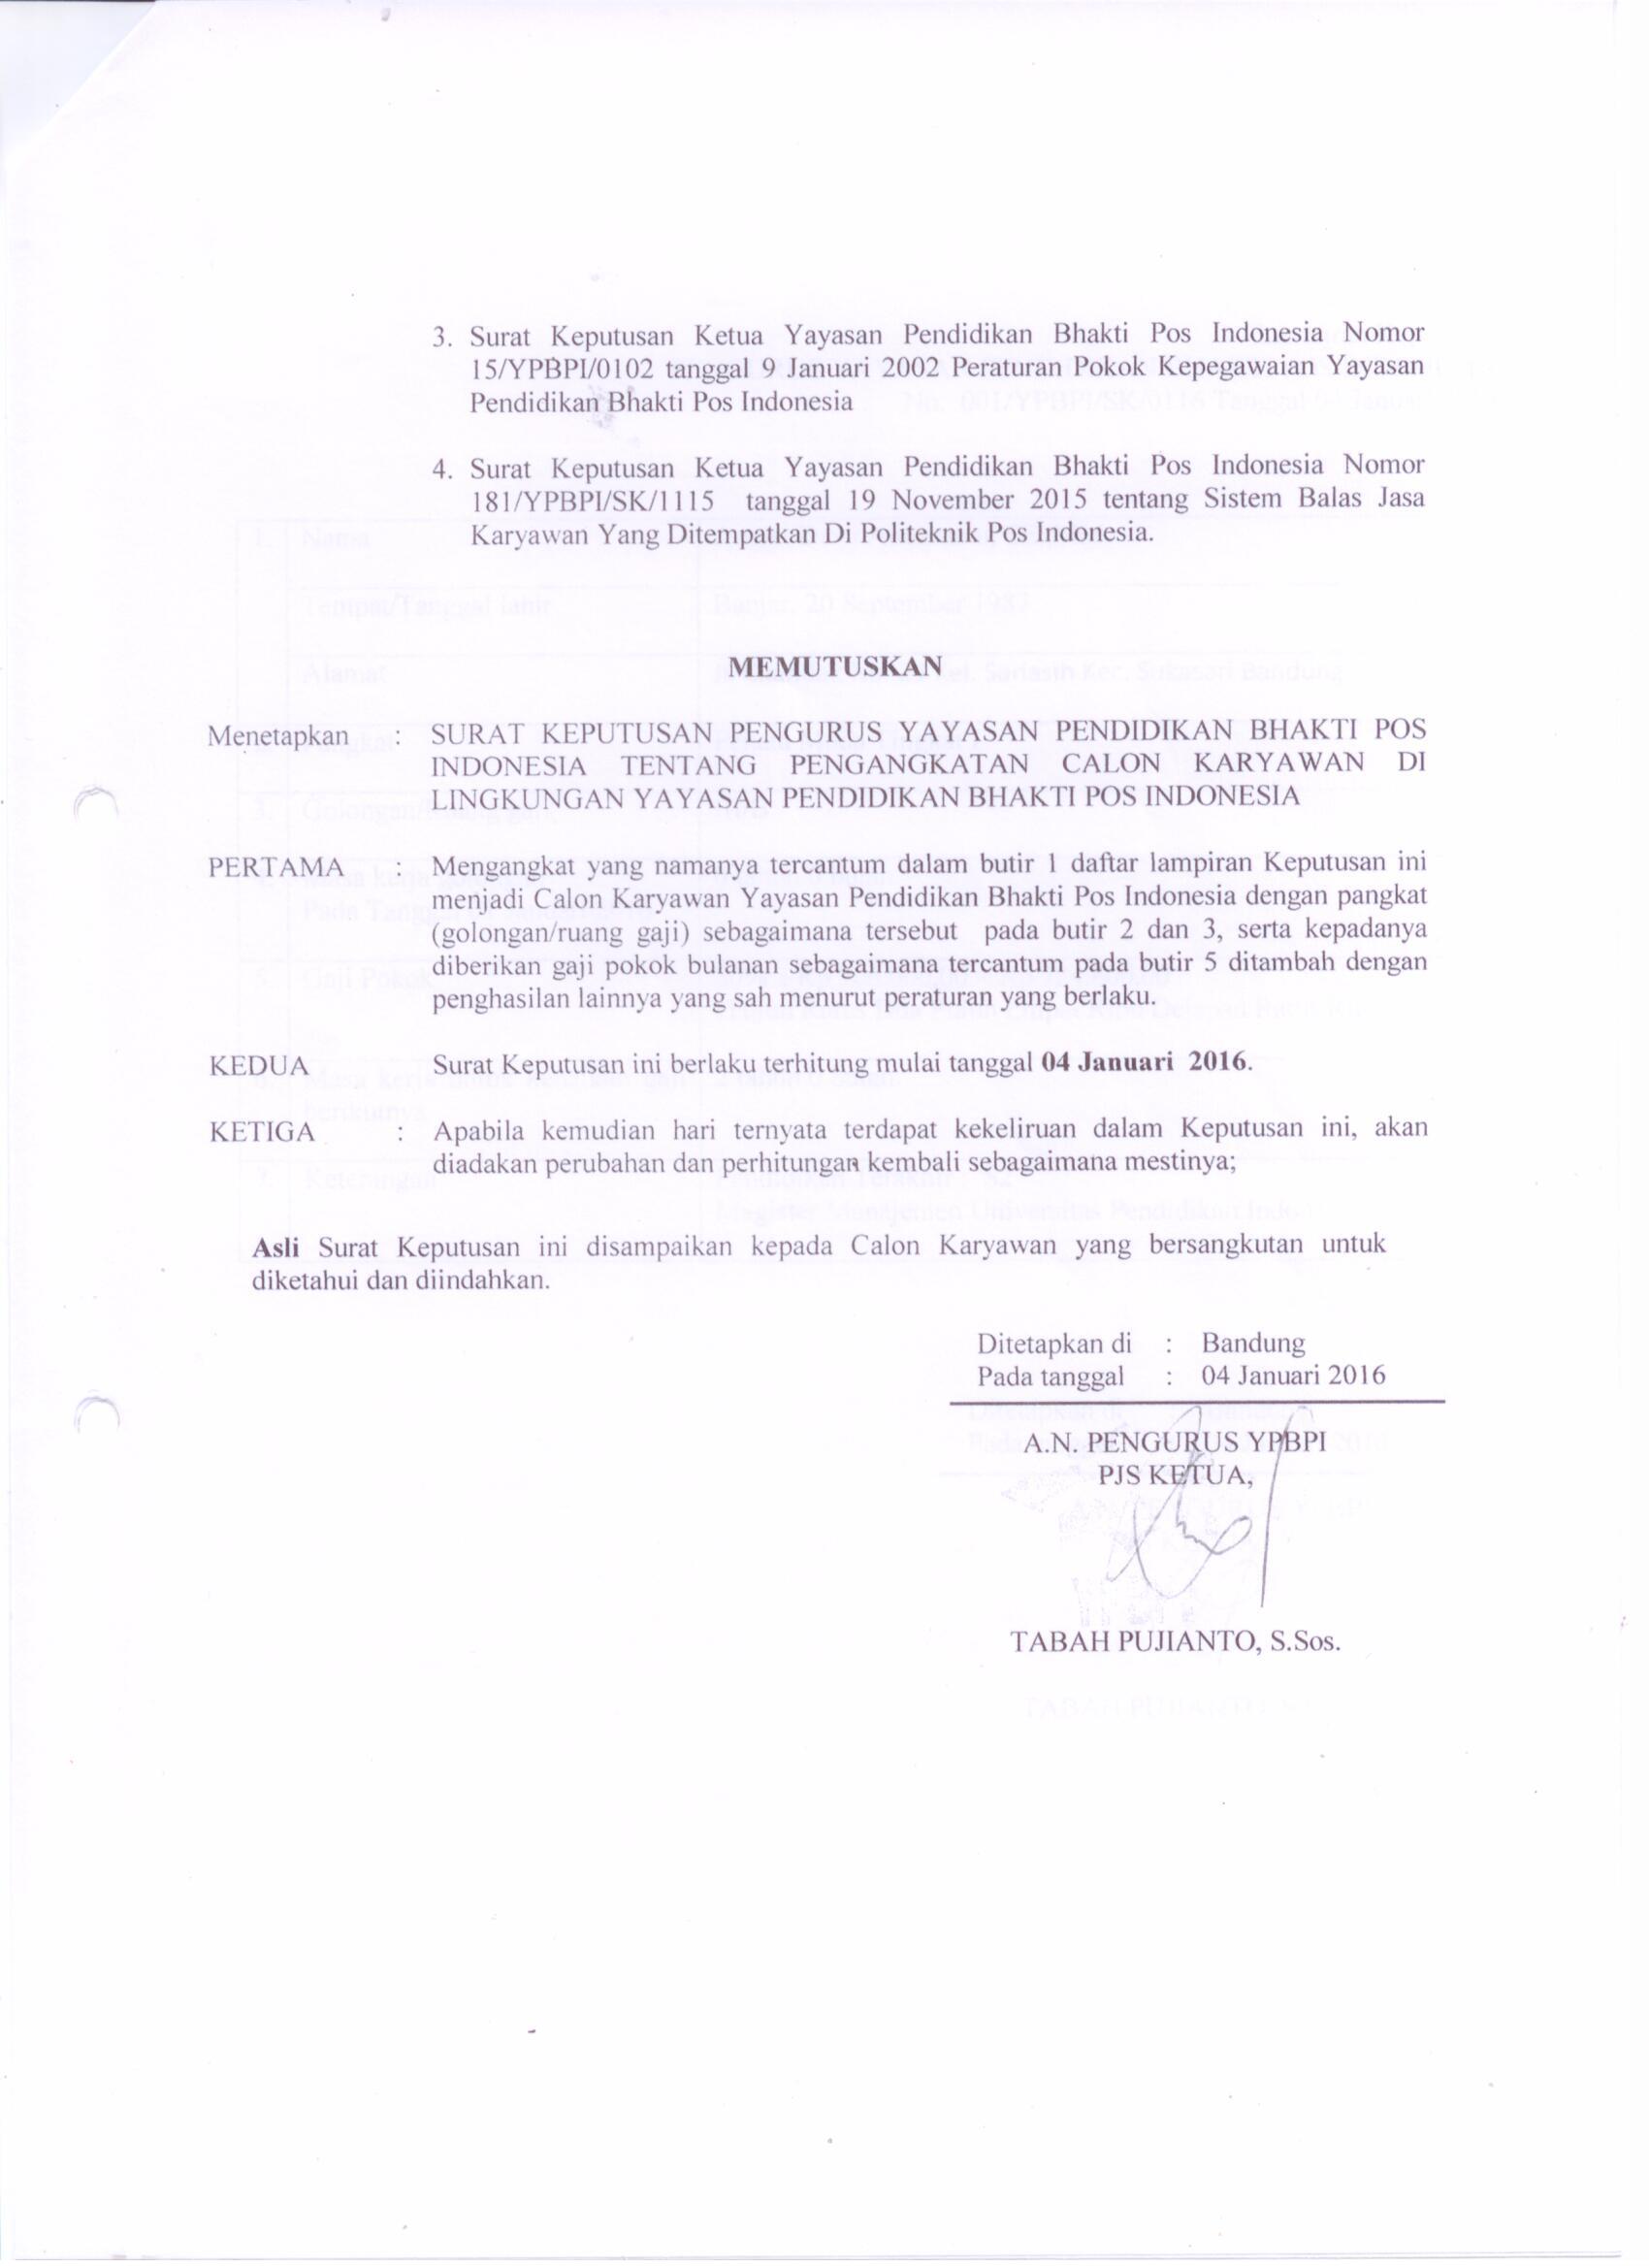 3. Surat Keputusan Ketua Yayasan Pendidikan Bhakti Pos Indonesia Nomor
15/YPBPI/0102 tanggal 9 Januari 2002 Peraturan Pokok Kepegawaian Yayasan
Pendidikan Bhakti Pos Indonesia
4. Surat Keputusan Ketua Yayasan Pendidikan Bhakti Pos Indonesia Nomor
181/YPBPI/SK/1115 tanggal 19 November 2015 tentang Sistem Balas Jasa
Karyawan Yang Ditempatkan Di Politeknik Pos Indonesia.
MEMUTUSKAN
Menetapkan : SURAT KEPUTUSAN PENGURUS YAYASAN PENDIDIKAN BHAKTI POS
INDONESIA TENTANG PENGANGKATAN CALON KARYAWAN DI
LINGKUNGAN YAYASAN PENDIDIKAN BHAKTI POS INDONESIA
PERTAMA : Mengangkat yang namanya tercantum dalam butir 1 daftar lampiran Keputusan ini
menjadi Calon Karyawan Yayasan Pendidikan Bhakti Pos Indonesia dengan pangkat
(golongan/ruang gaji) sebagaimana tersebut pada butir 2 dan 3, serta kepadanya
diberikan gaji pokok bulanan sebagaimana tercantum pada butir 5 ditambah dengan
penghasilan lainnya yang sah menurut peraturan yang berlaku.
KEDUA Surat Keputusan ini berlaku terhitung mulai tanggal 04 Januari 2016.
KETIGA : Apabila kemudian hari ternyata terdapat kekeliruan dalam Keputusan ini, akan
diadakan perubahan dan perhitungan kembali sebagaimana mestinya;
Asli Surat Keputusan ini disampaikan kepada Calon Karyawan yang bersangkutan untuk
diketahui dan diindahkan.
Ditetapkan di : Bandung
Pada tanggal : 04 Januari 2016
A.N. PENGURUS YPBPI
PJS KETUA,
TABAH PUJIANTO, S.Sos.